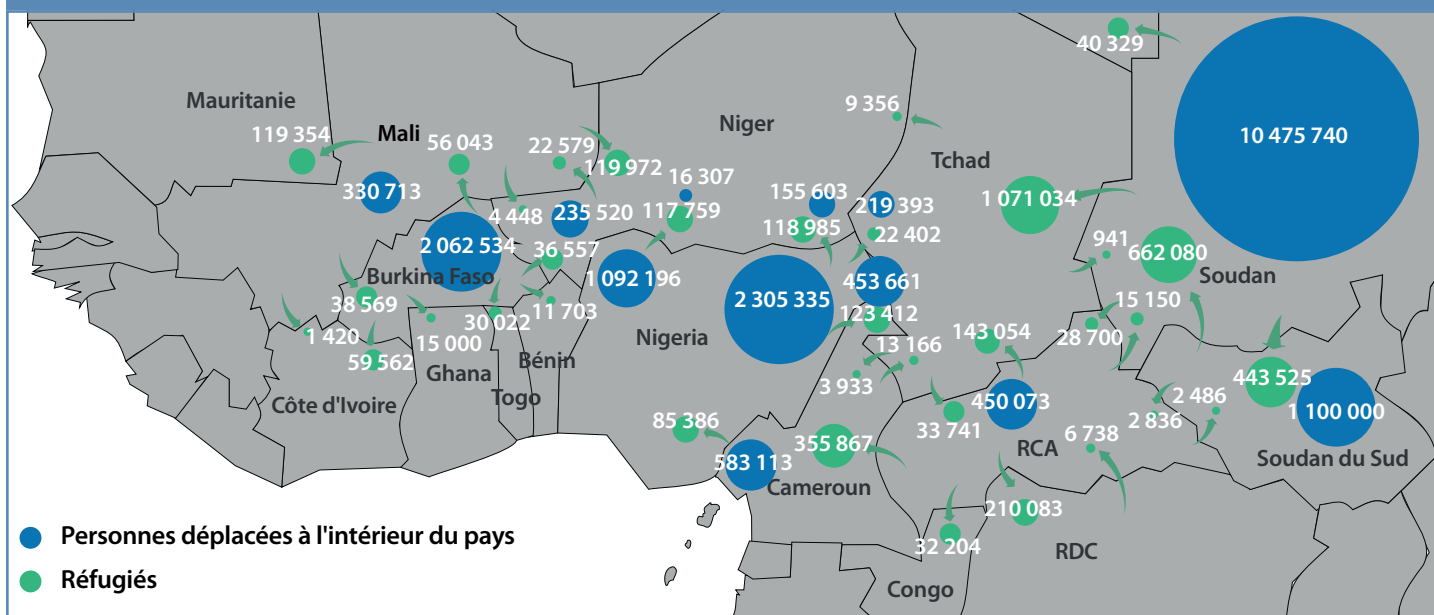 40 329
10 475 740
9 356
Mauritanie
Niger
119 354
Mali
56 043
22 579
119 972
Tchad
16 307
155 603
330 713
219 393
1 071 034
4 448
235 520
117 759
118 985
22 402
941
2 062 534
36 557
662 080
Burkina Faso
1 092 196
453 661
Soudan
2 305 335
38 569
11 703
15 150
30 022
123 412
1 420
15 000
Nigeria
143 054
28 700
59 562
Bénin
13 166
Ghana
3 933
443 525
Togo
2 486
Côte d'Ivoire
450 073
1 100 000
85 386
33 741
2 836
355 867
6 738
RCA
583 113
Soudan du Sud
Cameroun
210 083
Personnes déplacées à l'intérieur du pays
32 204
RDC
Réfugiés
Congo